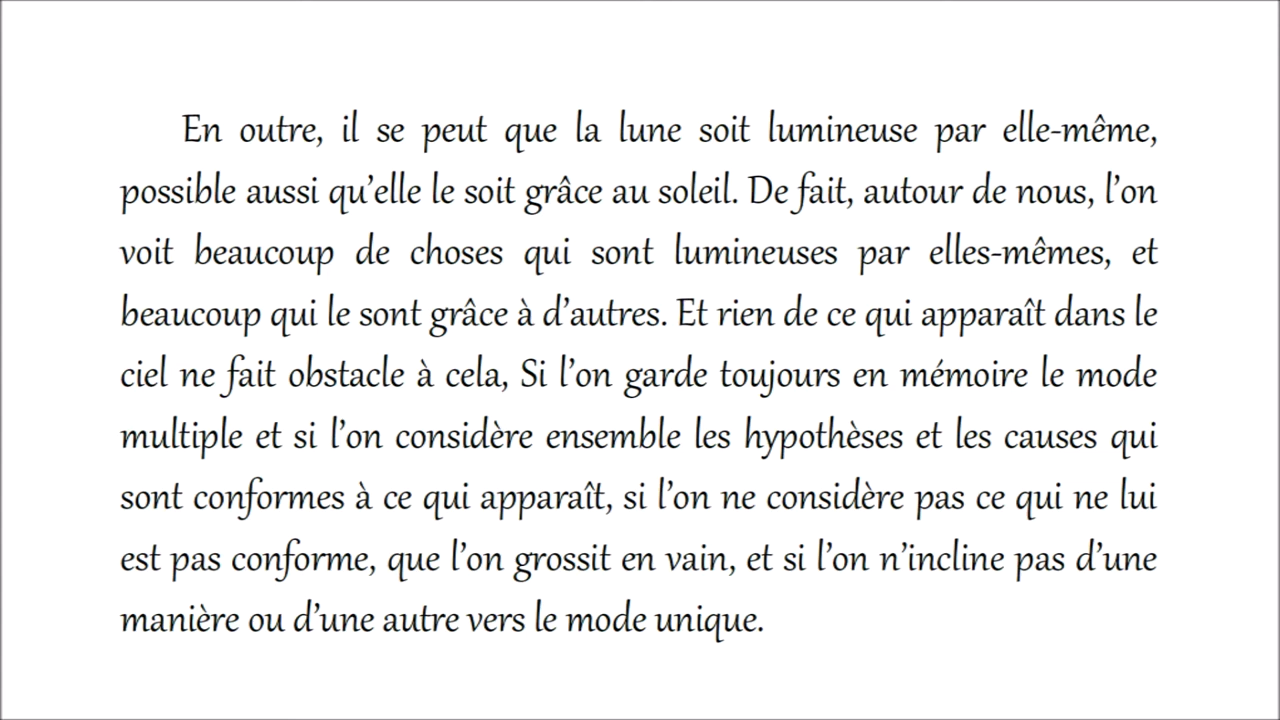 En outre, il se peut que la lune soit lumineuse par elle-même,
possible aussi qu’elle le soit grâce au soleil. De fait, autour de nous, l’on
voit beaucoup de choses qui sont lumineuses par elles-mêmes, et
beaucoup qui le sont grâce à d’autres. Et rien de ce qui apparaît dans le
ciel ne fait obstacle à cela, Si l’on garde toujours en mémoire le mode
multiple et si l’on considère ensemble les hypothèses et les causes qui
sont conformes à ce qui apparaît, si l’on ne considère pas ce qui ne lui
est pas conforme, que l’on grossit en vain, et si l’on n’incline pas d’une
manière ou d’une autre vers le mode unique.